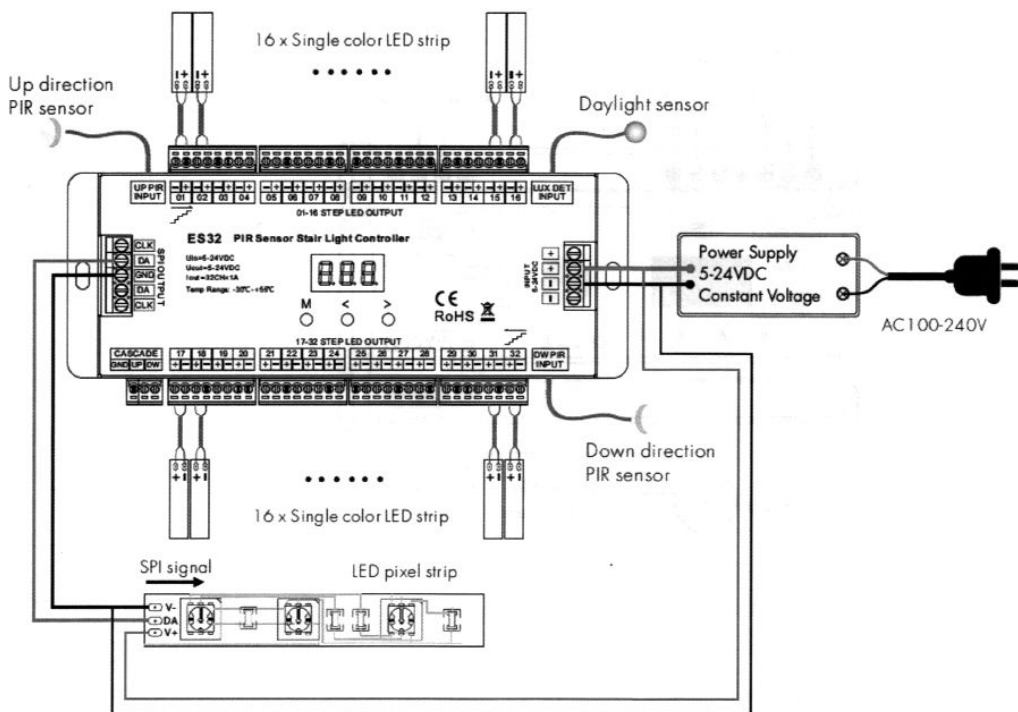 16 x Single color LED strip
Up direction
PIR sensor
Daylight sensor
UP PIR
INPUT
- + - + - + - +
01 02 03 04
- + - + - + - +
05 06 07 08
- + - + - + - +
09 10 11 12
- + - + - + - +
13 14 15 16
LUX DET
INPUT
01-16 STEP LED OUTPUT
ES32 PIR Sensor Stair Light Controller
Uin=5-24VDC
Uout=5-24VDC
Iout=32CH×1A
CLK
DA
GND
DA
CLK
SPI OUTPUT
M < >
CE
RoHS
INPUT
5-24VDC
Power Supply
5-24VDC
Constant Voltage
AC100-240V
17-32 STEP LED OUTPUT
CASCADE
GND UP DW
17 18 19 20
+ - + - + - + -
21 22 23 24
+ - + - + - + -
25 26 27 28
+ - + - + - + -
29 30 31 32
+ - + - + - + -
DW PIR
INPUT
Down direction
PIR sensor
16 x Single color LED strip
SPI signal
LED pixel strip
V-
DA
V+